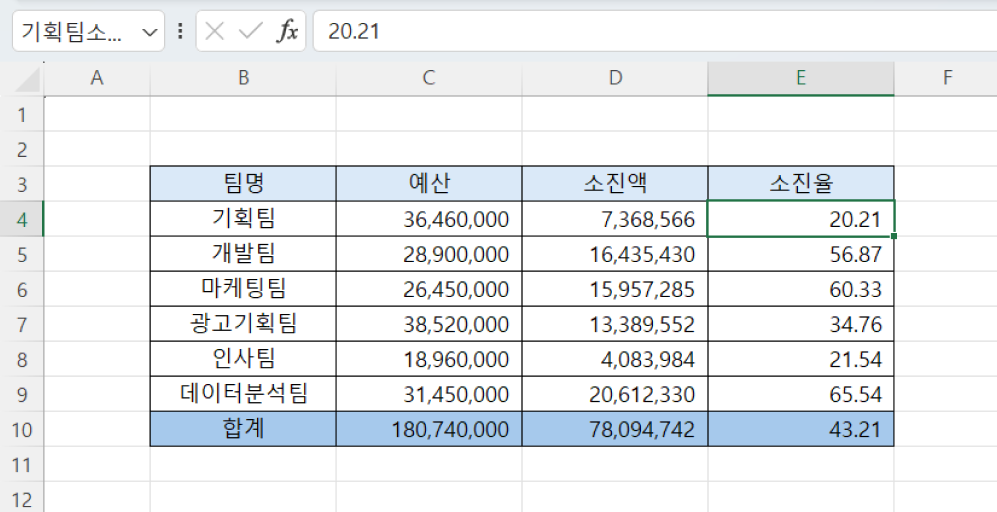 기획팀소... fx 20.21
A B C D E F
1
2
3 팀명 예산 소진액 소진율
4 기획팀 36,460,000 7,368,566 20.21
5 개발팀 28,900,000 16,435,430 56.87
6 마케팅팀 26,450,000 15,957,285 60.33
7 광고기획팀 38,520,000 13,389,552 34.76
8 인사팀 18,960,000 4,083,984 21.54
9 데이터분석팀 31,450,000 20,612,330 65.54
10 합계 180,740,000 78,094,742 43.21
11
12